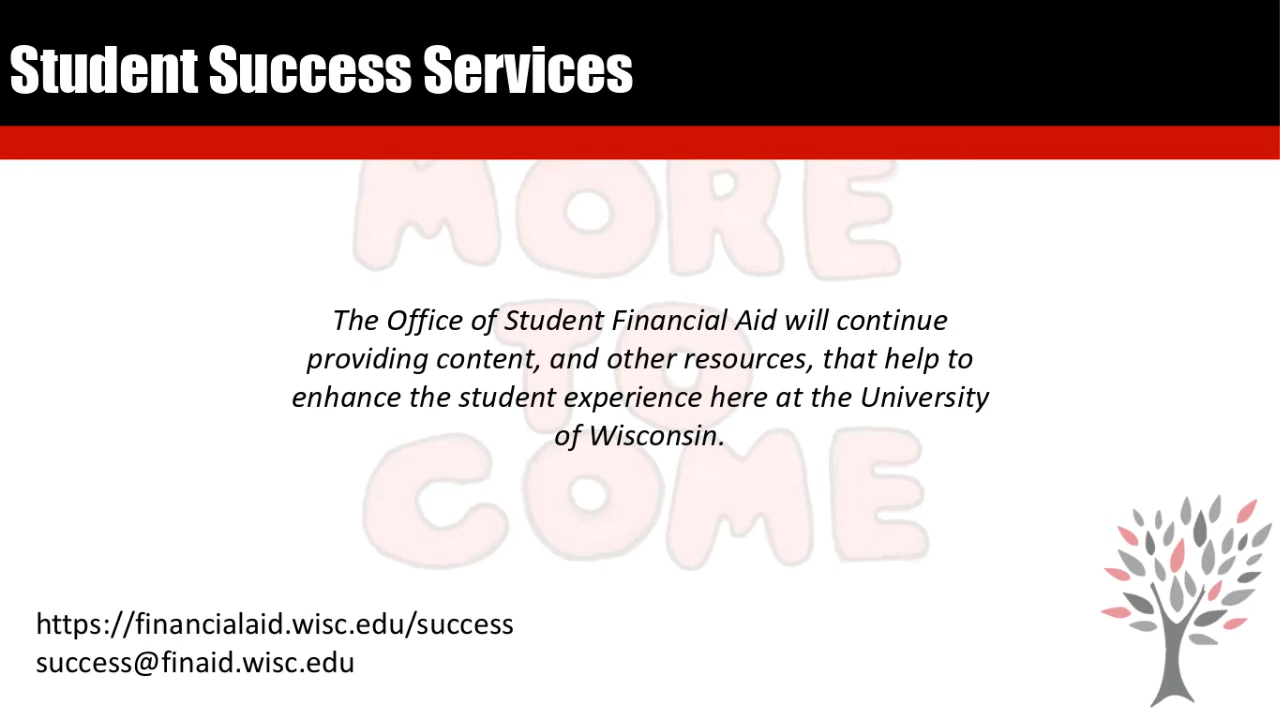 Student Success Services
MORE
The Office of Student Financial Aid will continue
providing content, and other resources, that help to
enhance the student experience here at the University
of Wisconsin.
TO
COME
https://financialaid.wisc.edu/success
success@finaid.wisc.edu